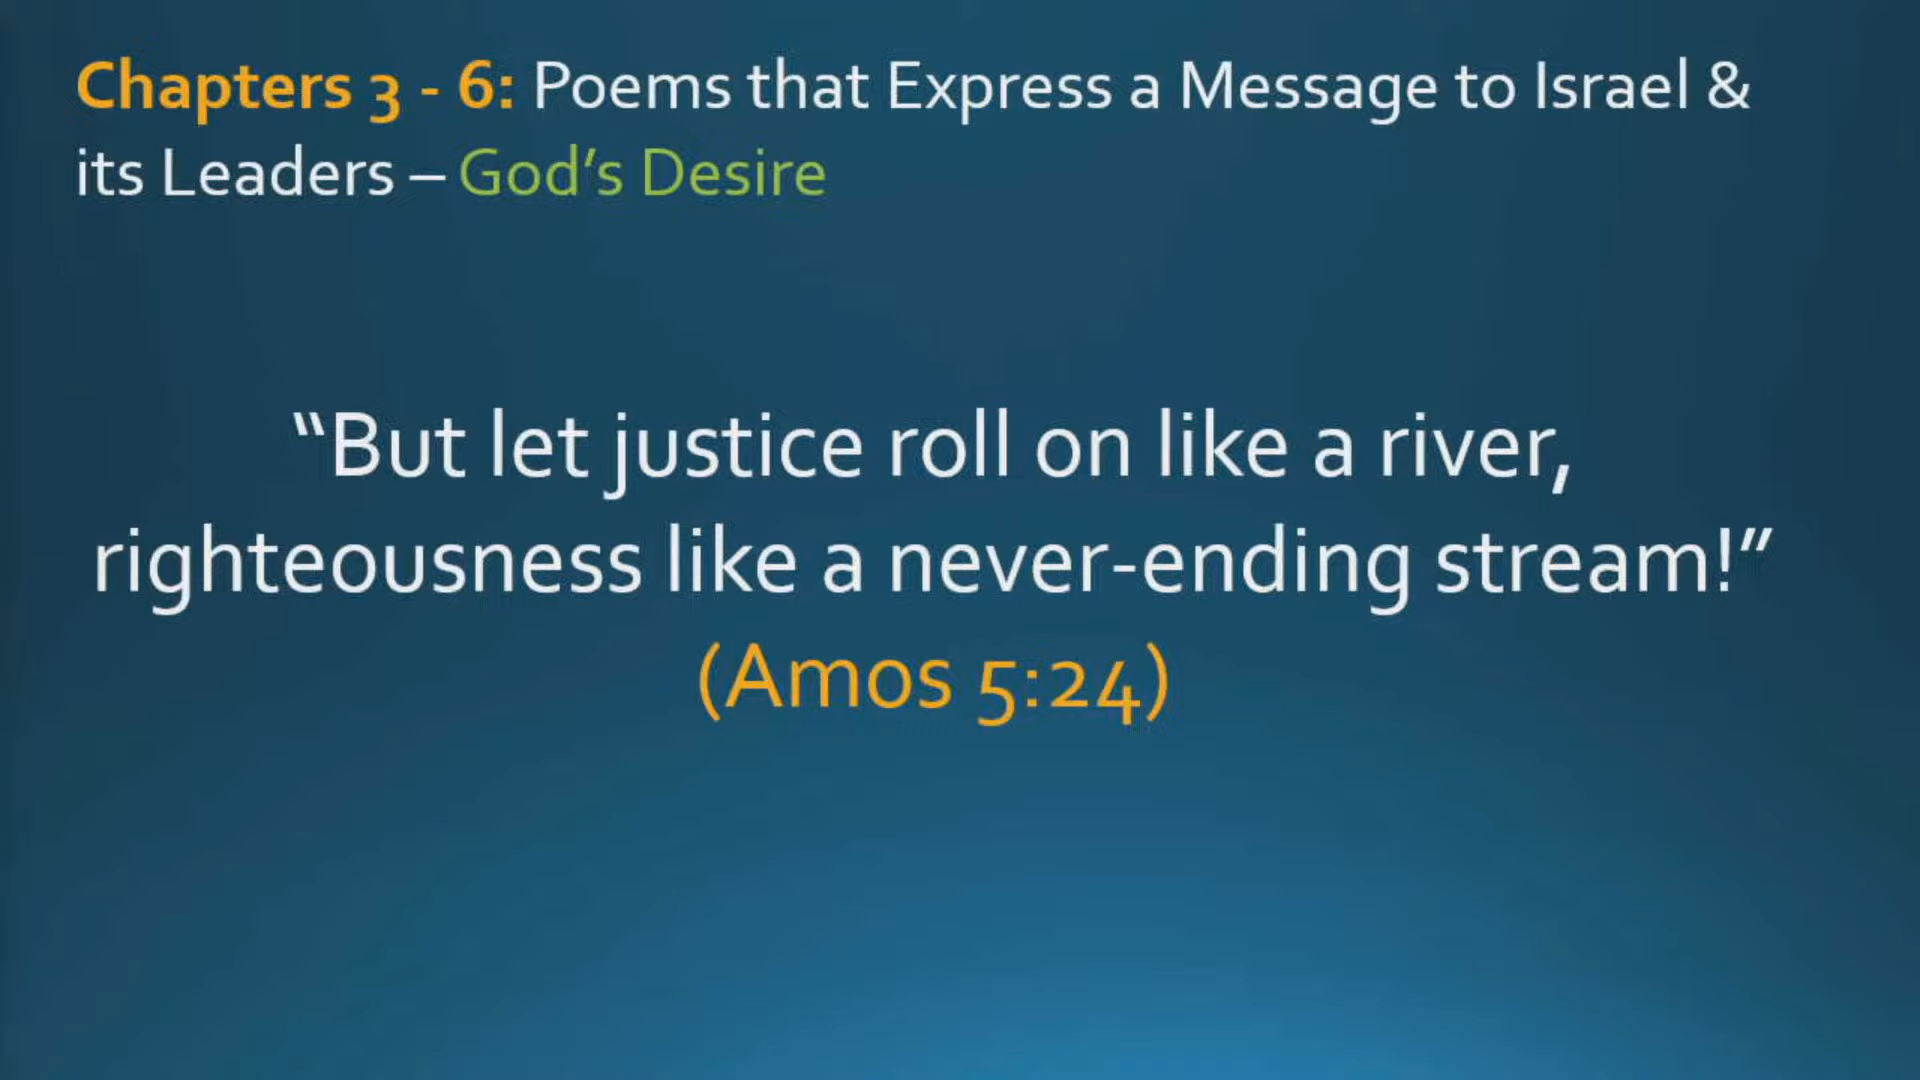 Chapters 3 - 6: Poems that Express a Message to Israel &
its Leaders – God’s Desire
“But let justice roll on like a river,
righteousness like a never-ending stream!”
(Amos 5:24)